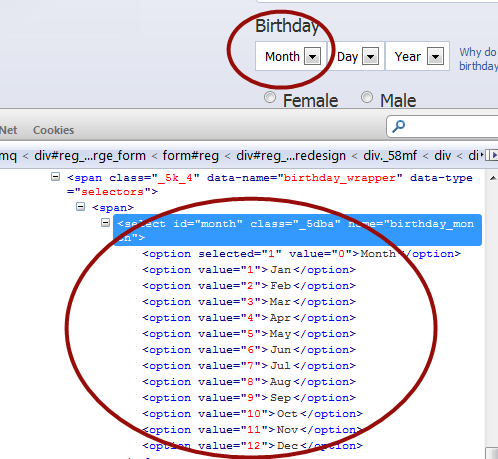 Birthday
Month Day Year Why do
birthday
Female Male
Net Cookies
mq < div#reg_...rge_form < form#reg < div#reg_...redesign < div._58mf < div < di
<span class="_5k_4" data-name="birthday_wrapper" data-type
="selectors">
<span>
<select id="month" class="_5dba" name="birthday_mon
th">
<option selected="1" value="0">Month</option>
<option value="1">Jan</option>
<option value="2">Feb</option>
<option value="3">Mar</option>
<option value="4">Apr</option>
<option value="5">May</option>
<option value="6">Jun</option>
<option value="7">Jul</option>
<option value="8">Aug</option>
<option value="9">Sep</option>
<option value="10">Oct</option>
<option value="11">Nov</option>
<option value="12">Dec</option>